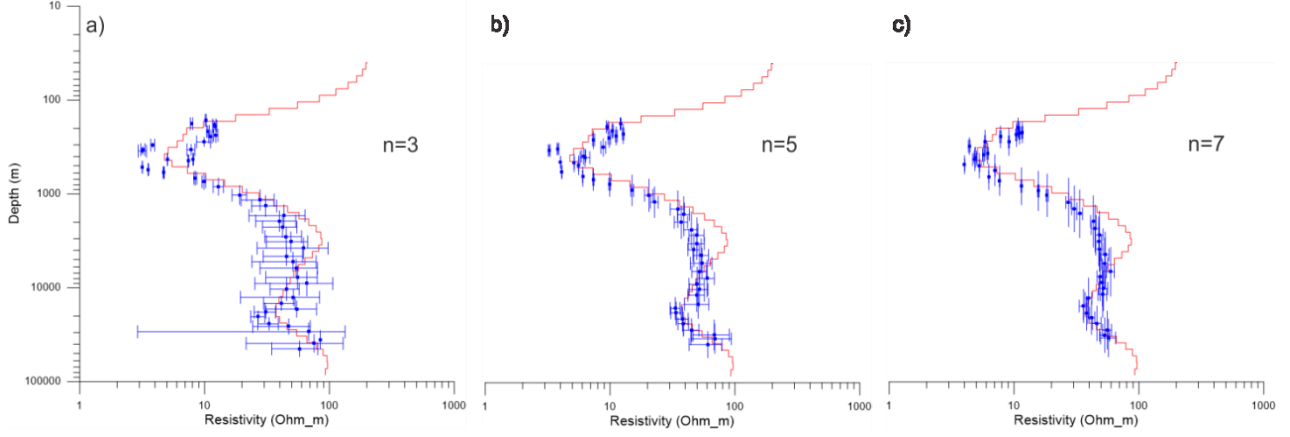 a)
b)
c)
10
100
1000
10000
100000
Depth (m)
n=3
n=5
n=7
1 10 100 1000
1 10 100 1000
1 10 100 1000
Resistivity (Ohm_m)
Resistivity (Ohm_m)
Resistivity (Ohm_m)